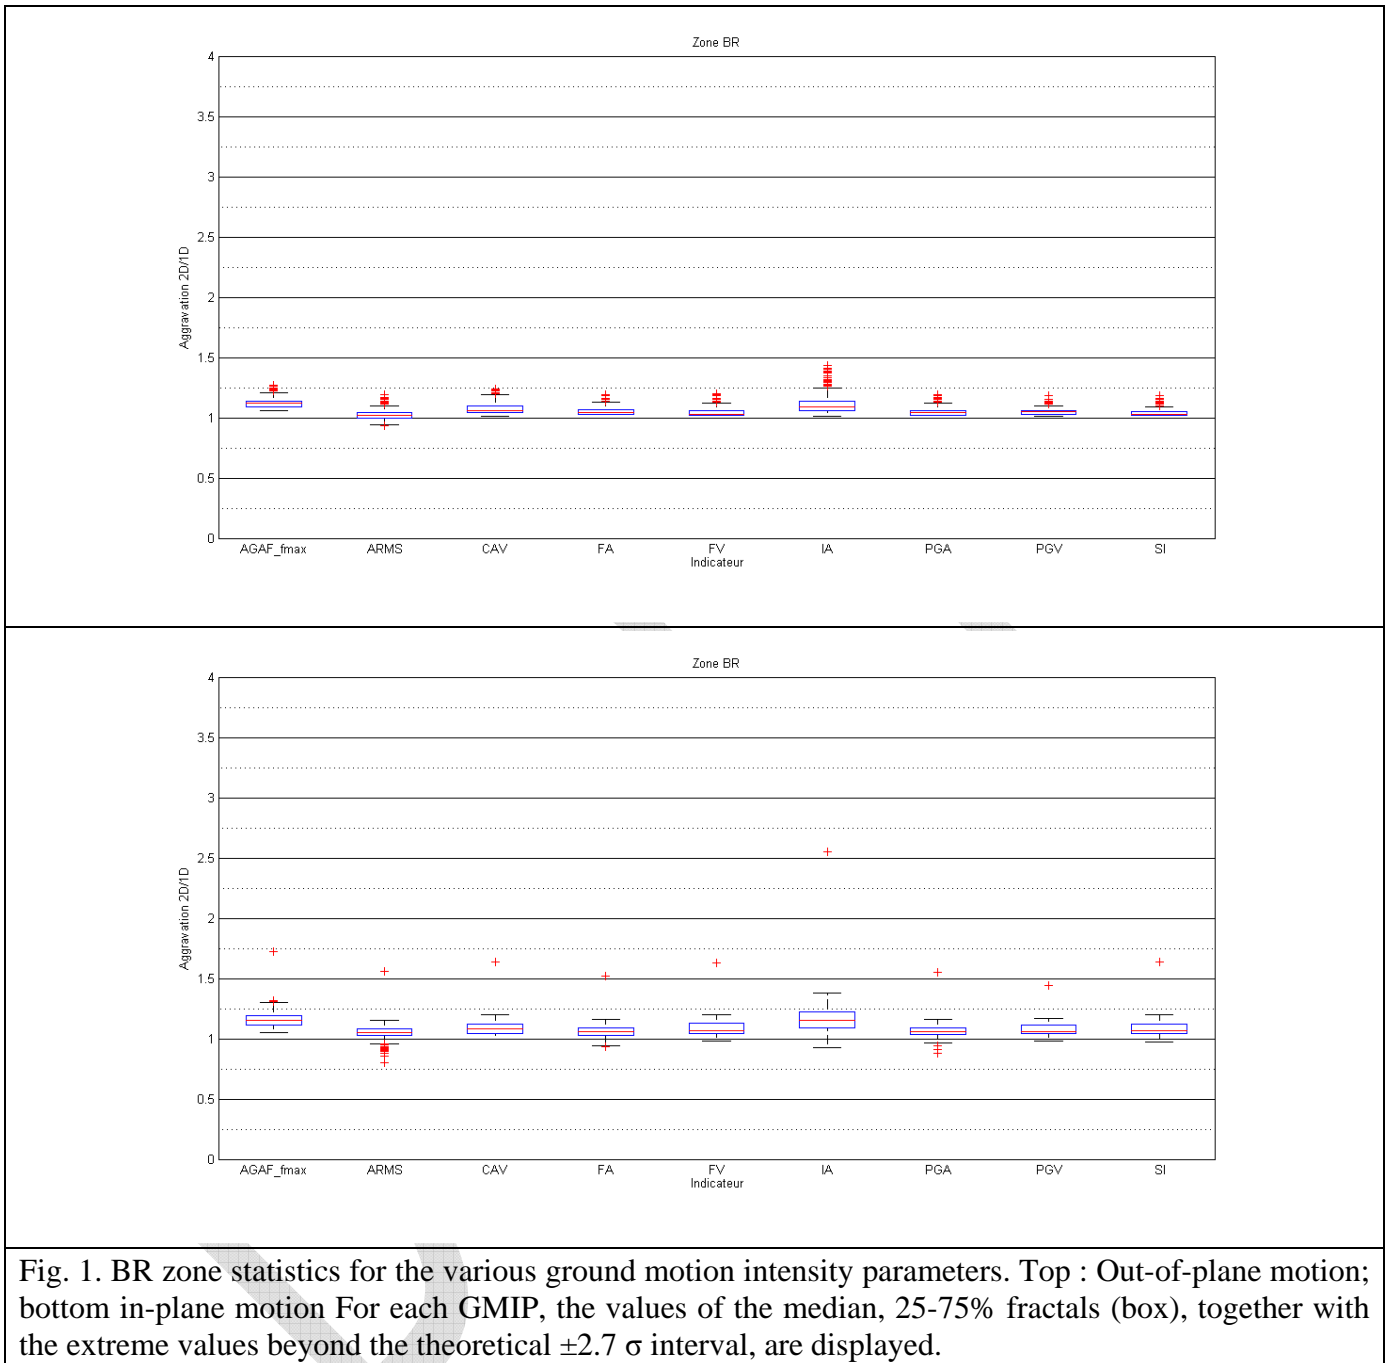 Zone BR
4
3.5
3
2.5
2
1.5
1
0.5
0
Aggravation 2D/1D
AGAF_fmax ARMS CAV FA FV IA PGA PGV SI
Indicateur
Zone BR
4
3.5
3
2.5
2
1.5
1
0.5
0
Aggravation 2D/1D
AGAF_fmax ARMS CAV FA FV IA PGA PGV SI
Indicateur
Fig. 1. BR zone statistics for the various ground motion intensity parameters. Top : Out-of-plane motion;
bottom in-plane motion For each GMIP, the values of the median, 25-75% fractals (box), together with
the extreme values beyond the theoretical ±2.7 σ interval, are displayed.